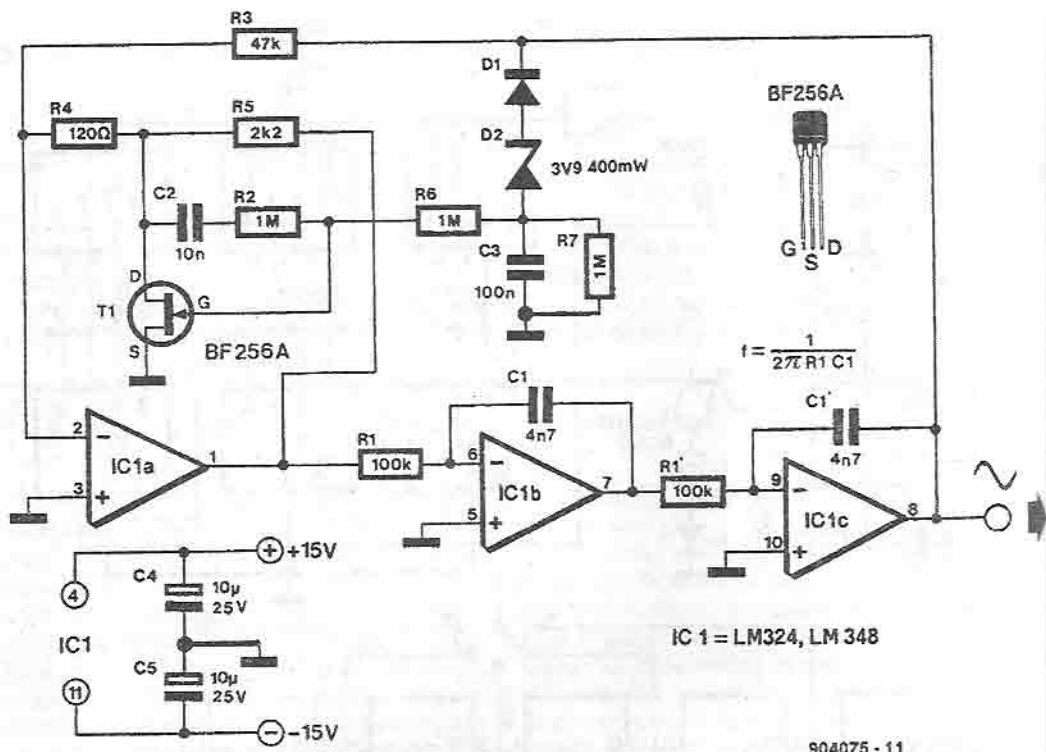 R3
47k
R4
120Ω
R5
2k2
C2
10n
R2
1M
R6
1M
D1
D2
3V9 400mW
C3
100n
R7
1M
BF256A
G
S
D
D
G
S
T1
BF256A
f = 1 / 2π R1 C1
2
3
IC1a
1
R1
100k
C1
4n7
6
5
IC1b
7
R1'
100k
C1'
4n7
9
10
IC1c
8
+15V
4
C4
10µ
25V
IC1
C5
10µ
25V
11
-15V
IC 1 = LM324, LM 348
904075 - 11